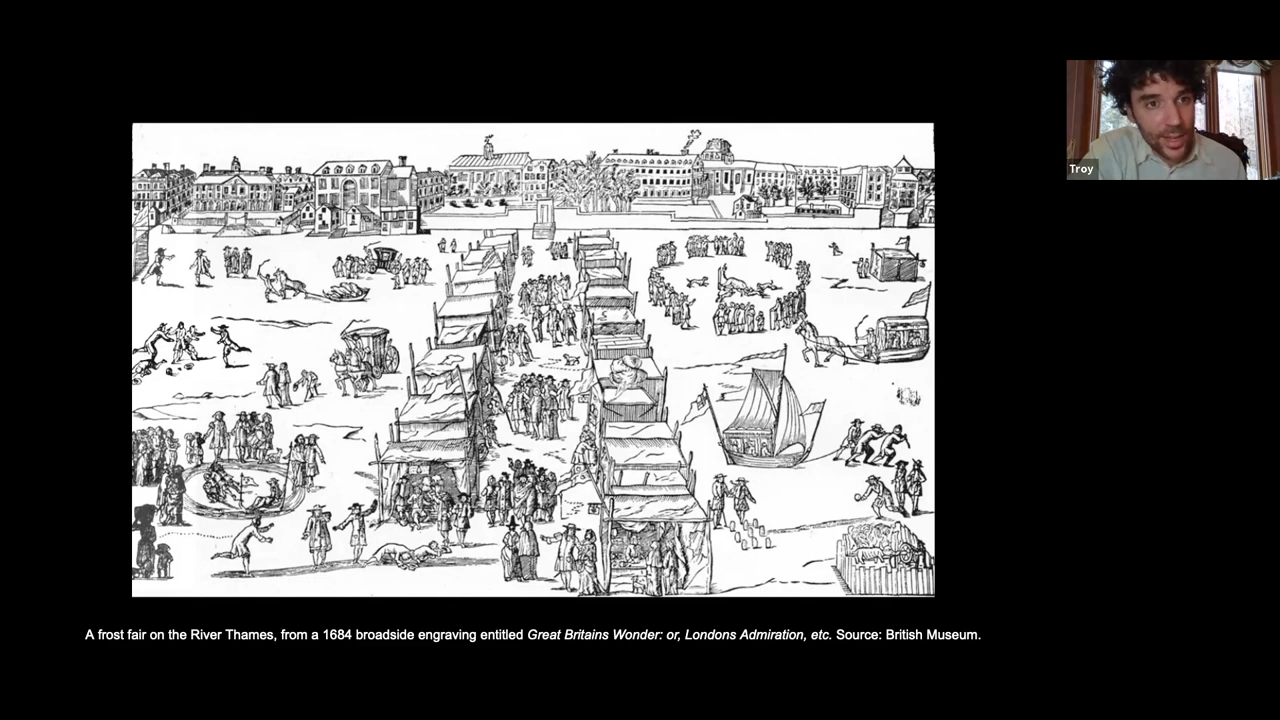 Troy
A frost fair on the River Thames, from a 1684 broadside engraving entitled Great Britains Wonder: or, Londons Admiration, etc. Source: British Museum.